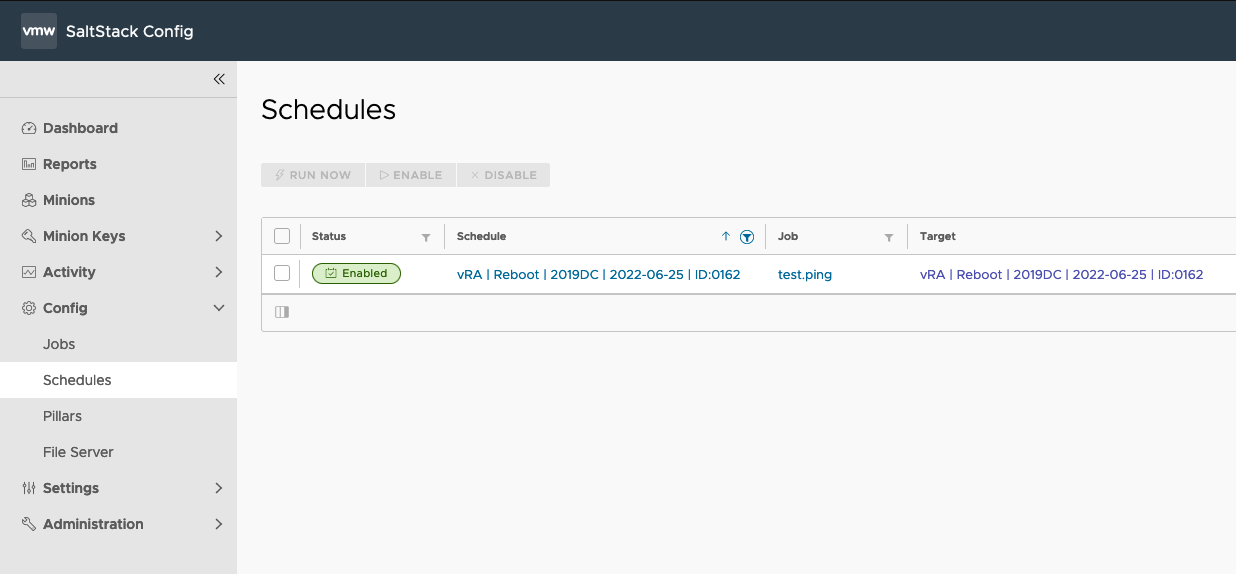 vmw SaltStack Config
Dashboard
Reports
Minions
Minion Keys
Activity
Config
Jobs
Schedules
Pillars
File Server
Settings
Administration
Schedules
RUN NOW ENABLE DISABLE
Status Schedule Job Target
Enabled vRA | Reboot | 2019DC | 2022-06-25 | ID:0162 test.ping vRA | Reboot | 2019DC | 2022-06-25 | ID:0162